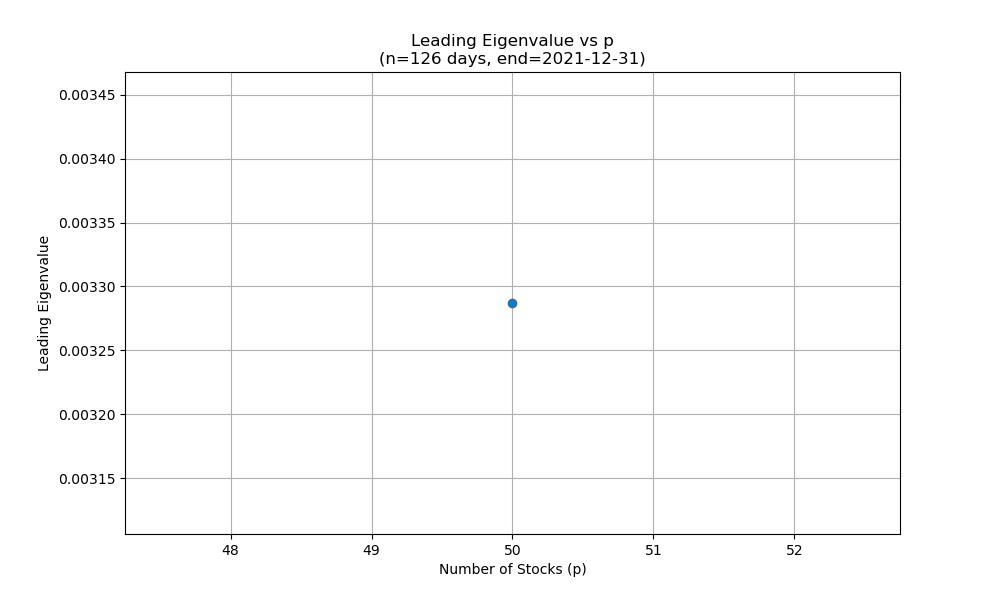 Leading Eigenvalue vs p
(n=126 days, end=2021-12-31)
Leading Eigenvalue
0.00345
0.00340
0.00335
0.00330
0.00325
0.00320
0.00315
48 49 50 51 52
Number of Stocks (p)